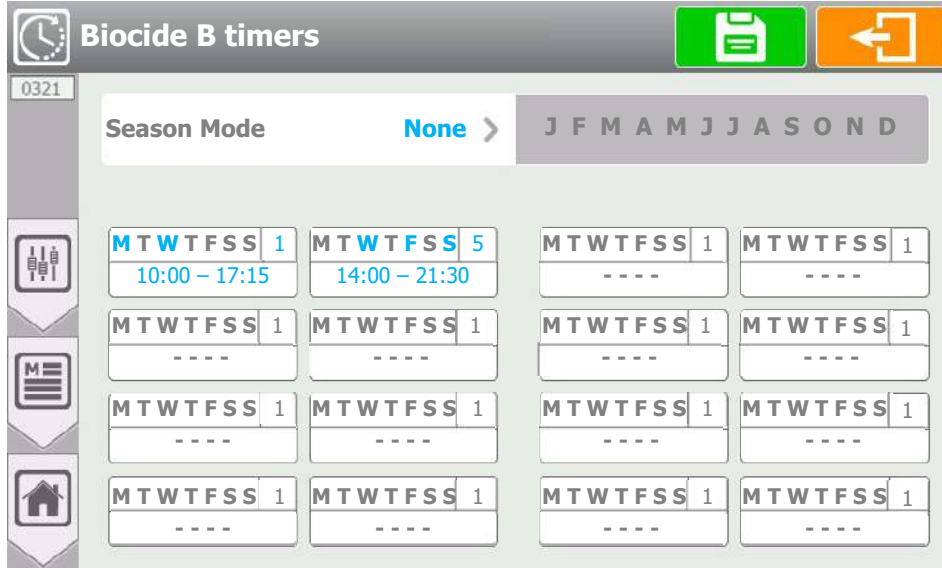 Biocide B timers
0321
Season Mode None J F M A M J J A S O N D
M T W T F S S 1 M T W T F S S 5 M T W T F S S 1 M T W T F S S 1
10:00 – 17:15 14:00 – 21:30 - - - - - - - -
M T W T F S S 1 M T W T F S S 1 M T W T F S S 1 M T W T F S S 1
- - - - - - - - - - - - - - - -
M
M T W T F S S 1 M T W T F S S 1 M T W T F S S 1 M T W T F S S 1
- - - - - - - - - - - - - - - -
M T W T F S S 1 M T W T F S S 1 M T W T F S S 1 M T W T F S S 1
- - - - - - - - - - - - - - - -